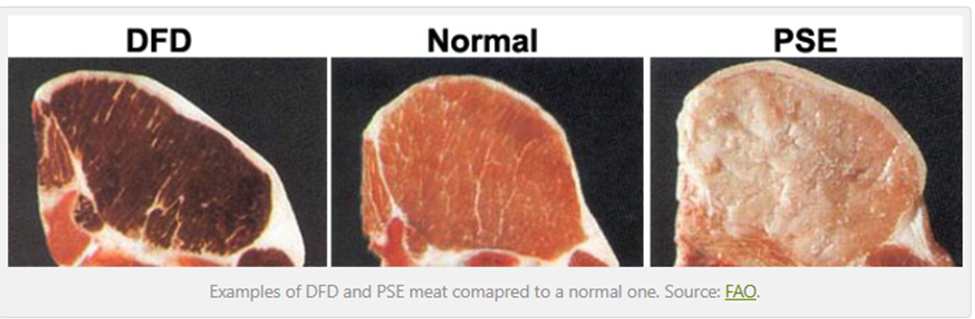 DFD Normal PSE
Examples of DFD and PSE meat comapred to a normal one. Source: FAO.